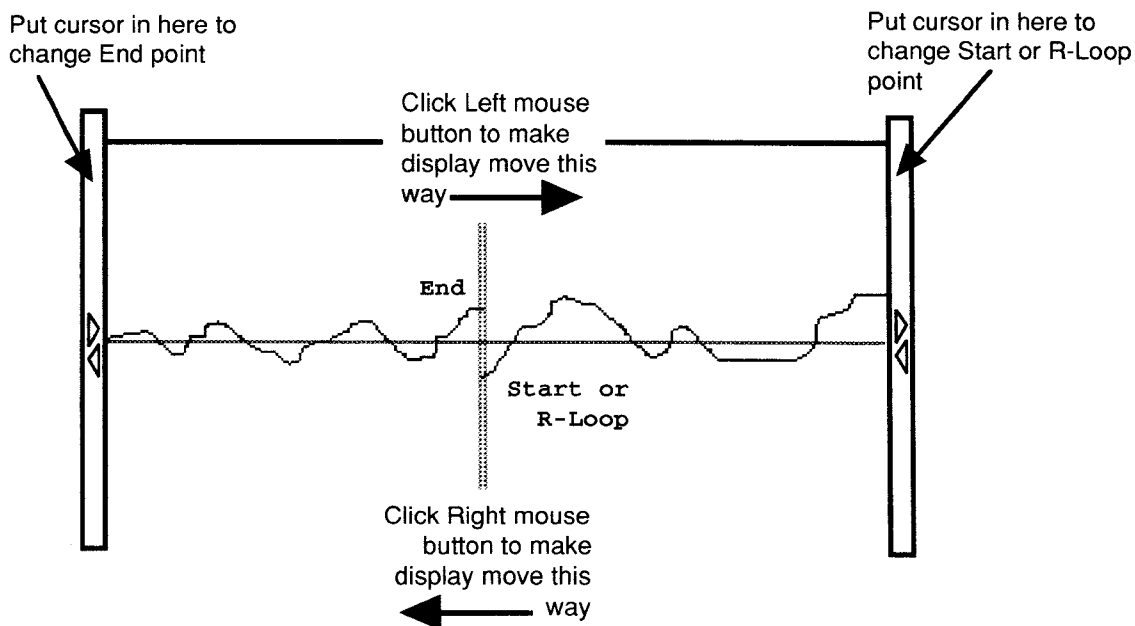 Put cursor in here to
change End point
Put cursor in here to
change Start or R-Loop
point
Click Left mouse
button to make
display move this
way
End
Start or
R-Loop
Click Right mouse
button to make
display move this
way